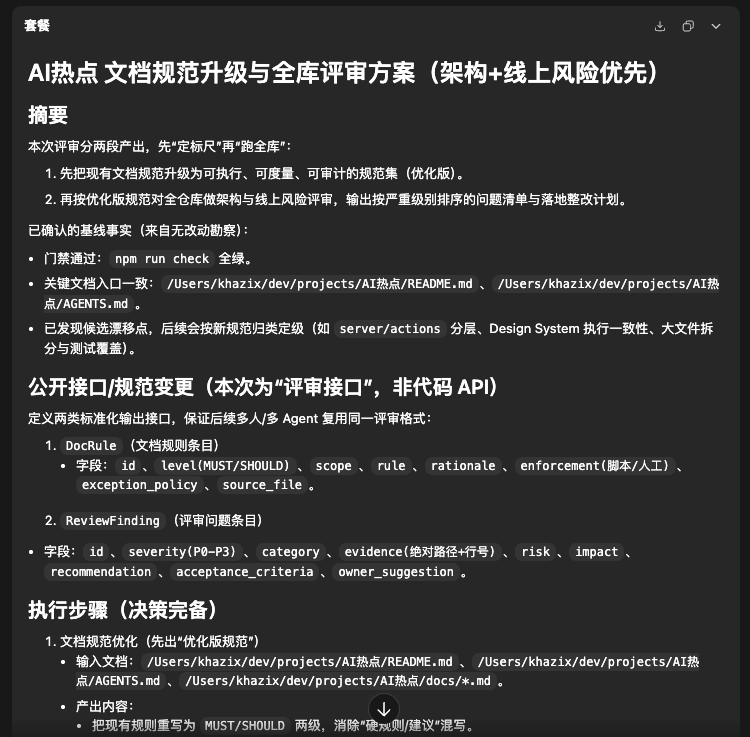 套餐
AI热点 文档规范升级与全库评审方案（架构+线上风险优先）
摘要
本次评审分两段产出，先“定标尺”再“跑全库”：
1. 先把现有文档规范升级为可执行、可度量、可审计的规范集（优化版）。
2. 再按优化版规范对全仓库做架构与线上风险评审，输出按严重级别排序的问题清单与落地整改计划。
已确认的基线事实（来自无改动勘察）：
• 门禁通过： npm run check 全绿。
• 关键文档入口一致： /Users/khazix/dev/projects/AI热点/README.md 、 /Users/khazix/dev/projects/AI热
点/AGENTS.md 。
• 已发现候选漂移点，后续会按新规范归类定级（如 server/actions 分层、Design System 执行一致性、大文件拆
分与测试覆盖）。
公开接口/规范变更（本次为“评审接口”，非代码 API）
定义两类标准化输出接口，保证后续多人/多 Agent 复用同一评审格式：
1. DocRule （文档规则条目）
• 字段： id 、 level(MUST/SHOULD) 、 scope 、 rule 、 rationale 、 enforcement(脚本/人工) 、
exception_policy 、 source_file 。
2. ReviewFinding （评审问题条目）
• 字段： id 、 severity(P0-P3) 、 category 、 evidence(绝对路径+行号) 、 risk 、 impact 、
recommendation 、 acceptance_criteria 、 owner_suggestion 。
执行步骤（决策完备）
1. 文档规范优化（先出“优化版规范”）
• 输入文档： /Users/khazix/dev/projects/AI热点/README.md 、 /Users/khazix/dev/projects/AI热
点/AGENTS.md 、 /Users/khazix/dev/projects/AI热点/docs/*.md 。
• 产出内容：
• 把现有规则重写为 MUST/SHOULD 两级，消除“硬规则/建议”混写。